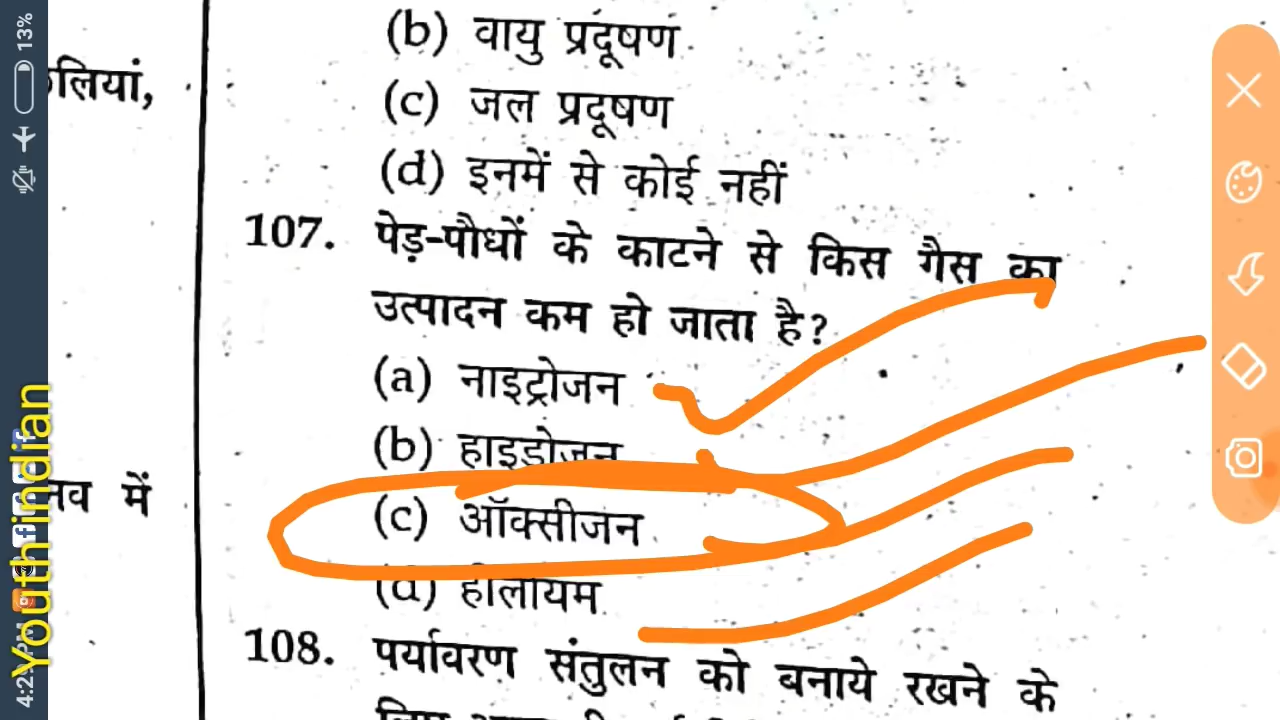 13%
लियां,
(b) वायु प्रदूषण
(c) जल प्रदूषण
(d) इनमें से कोई नहीं
107. पेड़-पौधों के काटने से किस गैस का
उत्पादन कम हो जाता है?
(a) नाइट्रोजन
(b) हाइड्रोजन
(c) ऑक्सीजन
(d) हीलीयम
108. पर्यावरण संतुलन को बनाये रखने के
में
Youth indian